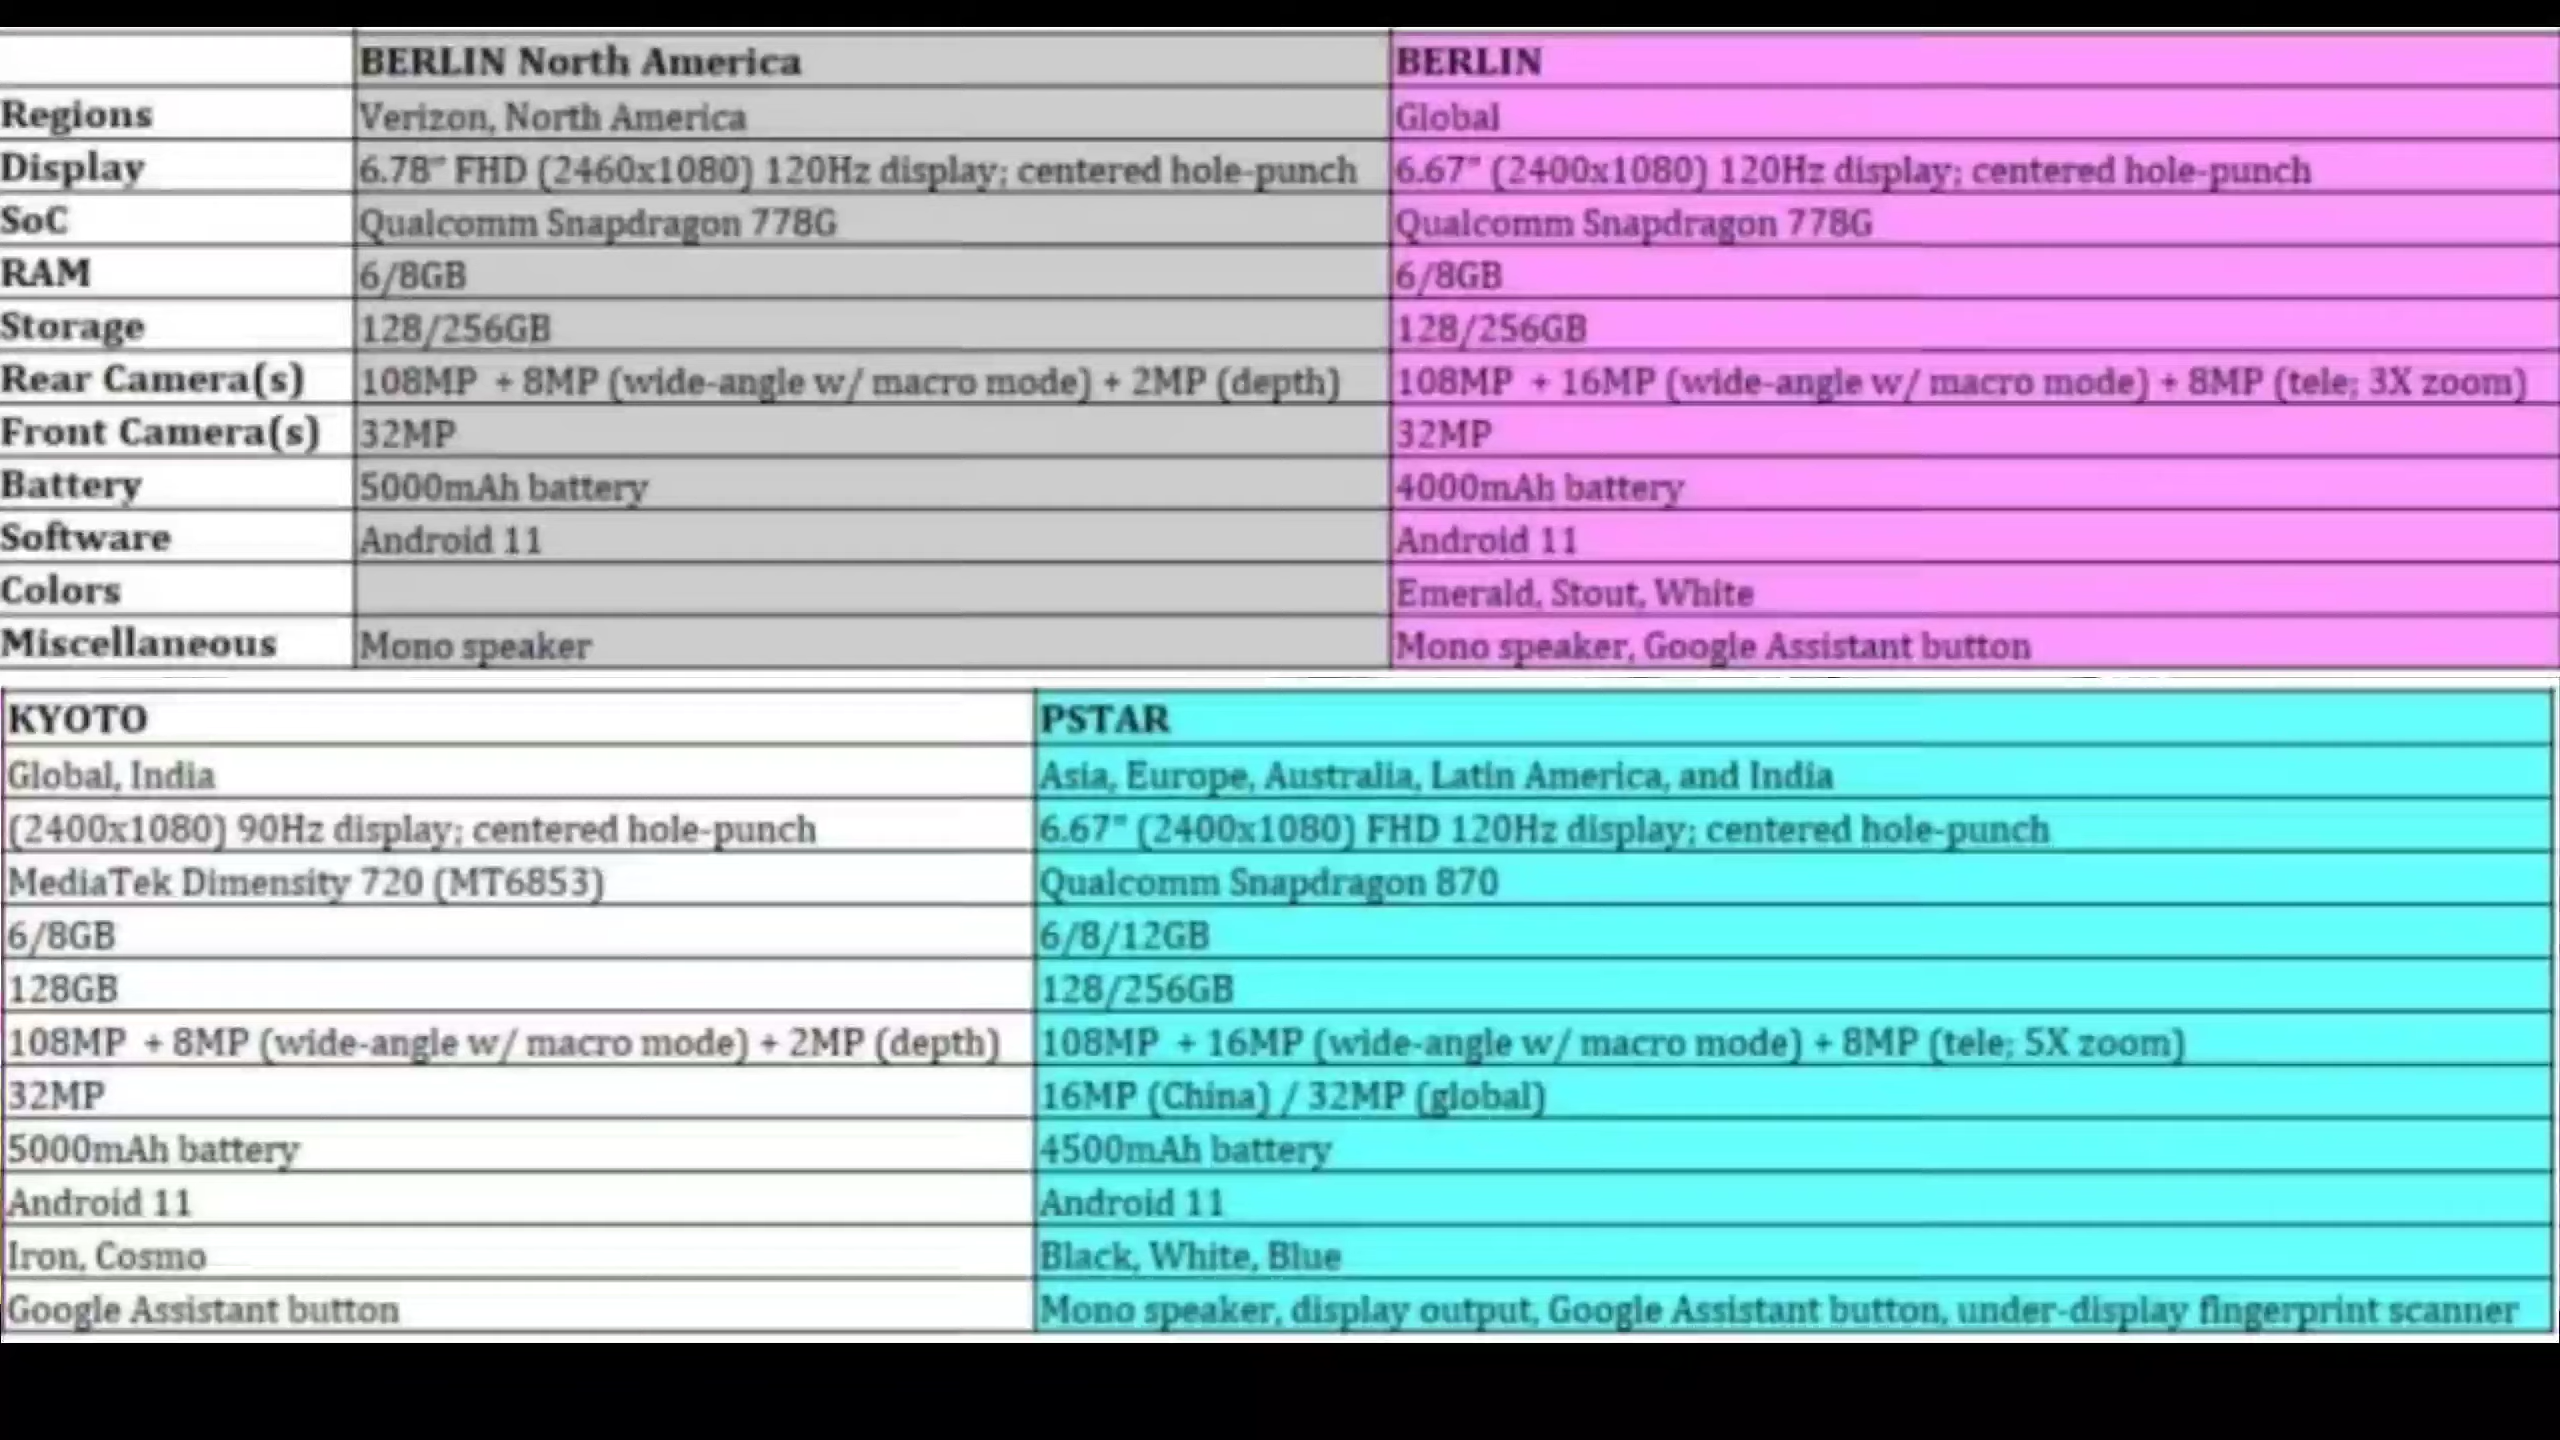 BERLIN North America BERLIN
Regions Verizon, North America Global
Display 6.78" FHD (2460x1080) 120Hz display; centered hole-punch 6.67" (2400x1080) 120Hz display; centered hole-punch
SoC Qualcomm Snapdragon 778G Qualcomm Snapdragon 778G
RAM 6/8GB 6/8GB
Storage 128/256GB 128/256GB
Rear Camera(s) 108MP + 8MP (wide-angle w/ macro mode) + 2MP (depth) 108MP + 16MP (wide-angle w/ macro mode) + 8MP (tele; 3X zoom)
Front Camera(s) 32MP 32MP
Battery 5000mAh battery 4000mAh battery
Software Android 11 Android 11
Colors Emerald, Stout, White
Miscellaneous Mono speaker Mono speaker, Google Assistant button
KYOTO PSTAR
Global, India Asia, Europe, Australia, Latin America, and India
(2400x1080) 90Hz display; centered hole-punch 6.67" (2400x1080) FHD 120Hz display; centered hole-punch
MediaTek Dimensity 720 (MT6853) Qualcomm Snapdragon 870
6/8GB 6/8/12GB
128GB 128/256GB
108MP + 8MP (wide-angle w/ macro mode) + 2MP (depth) 108MP + 16MP (wide-angle w/ macro mode) + 8MP (tele; 5X zoom)
32MP 16MP (China) / 32MP (global)
5000mAh battery 4500mAh battery
Android 11 Android 11
Iron, Cosmo Black, White, Blue
Google Assistant button Mono speaker, display output, Google Assistant button, under-display fingerprint scanner